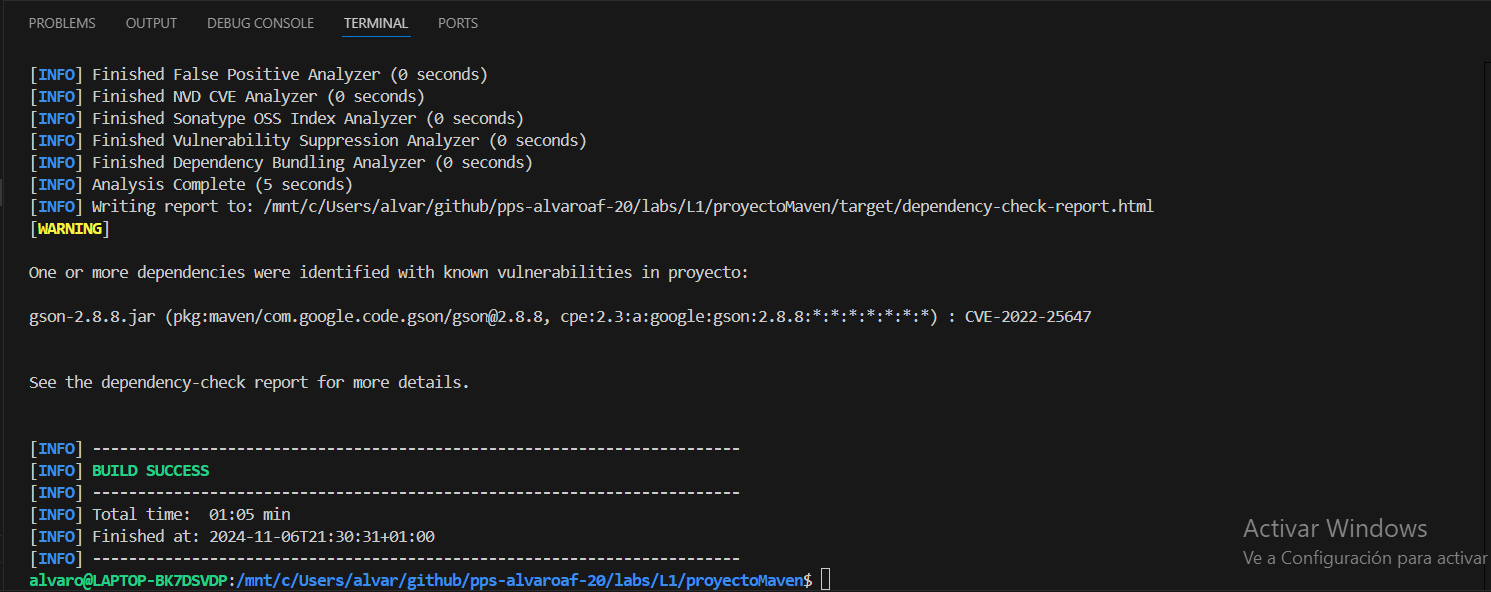 PROBLEMS OUTPUT DEBUG CONSOLE TERMINAL PORTS
[INFO] Finished False Positive Analyzer (0 seconds)
[INFO] Finished NVD CVE Analyzer (0 seconds)
[INFO] Finished Sonatype OSS Index Analyzer (0 seconds)
[INFO] Finished Vulnerability Suppression Analyzer (0 seconds)
[INFO] Finished Dependency Bundling Analyzer (0 seconds)
[INFO] Analysis Complete (5 seconds)
[INFO] Writing report to: /mnt/c/Users/alvar/github/pps-alvaroaf-20/labs/L1/proyectoMaven/target/dependency-check-report.html
[WARNING]
One or more dependencies were identified with known vulnerabilities in proyecto:
gson-2.8.8.jar (pkg:maven/com.google.code.gson/gson@2.8.8, cpe:2.3:a:google:gson:2.8.8:*:*:*:*:*:*:*) : CVE-2022-25647
See the dependency-check report for more details.
[INFO] ------------------------------------------------------------------------
[INFO] BUILD SUCCESS
[INFO] ------------------------------------------------------------------------
[INFO] Total time:  01:05 min
[INFO] Finished at: 2024-11-06T21:30:31+01:00
[INFO] ------------------------------------------------------------------------
alvaro@LAPTOP-BK7DSVDP:/mnt/c/Users/alvar/github/pps-alvaroaf-20/labs/L1/proyectoMaven$
Activar Windows
Ve a Configuración para activar